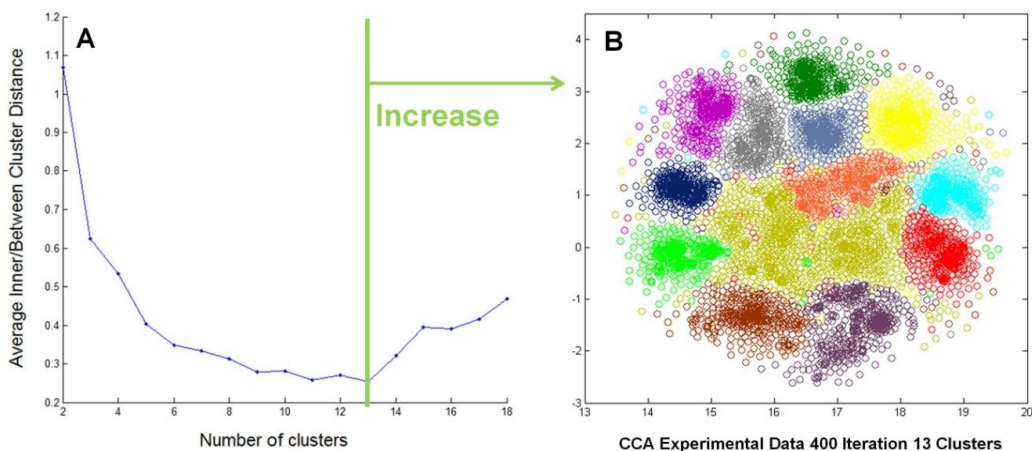 A
Average Inner/Between Cluster Distance
1.2
1.1
1
0.9
0.8
0.7
0.6
0.5
0.4
0.3
0.2
2 4 6 8 10 12 14 16 18
Number of clusters
Increase
B
4
3
2
1
0
-1
-2
-3
13 14 15 16 17 18 19 20
CCA Experimental Data 400 Iteration 13 Clusters